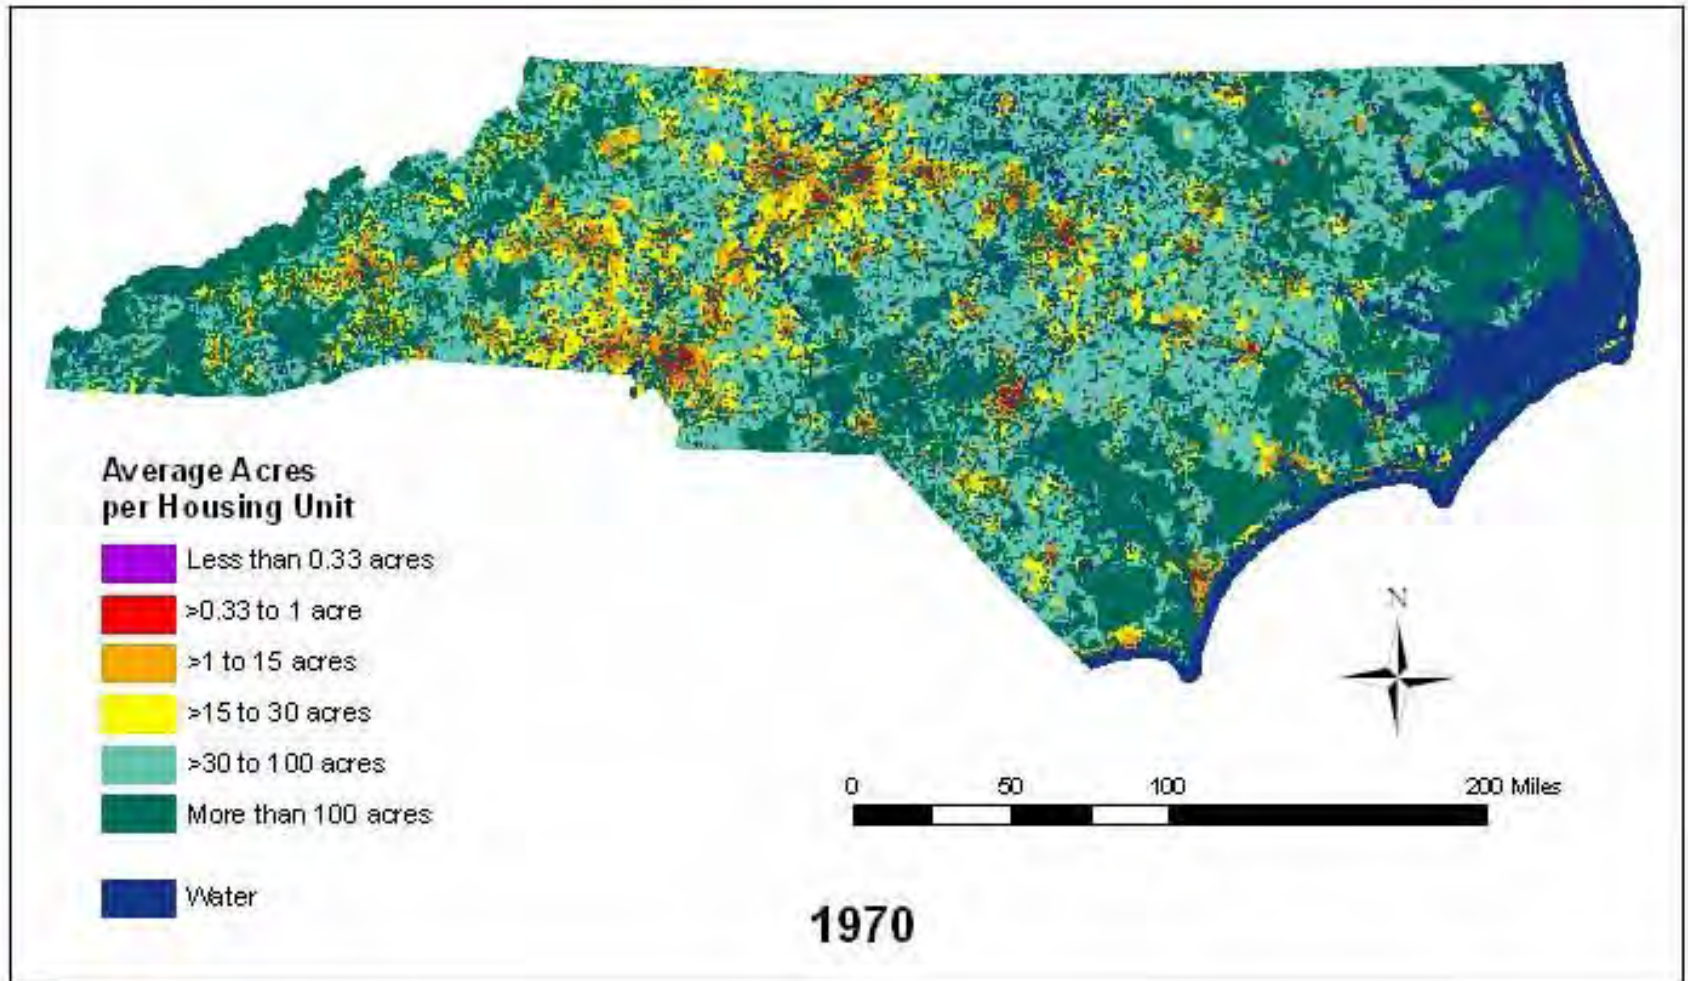 Average Acres
per Housing Unit
Less than 0.33 acres
>0.33 to 1 acre
>1 to 15 acres
>15 to 30 acres
>30 to 100 acres
More than 100 acres
Water
N
0 50 100 200 Miles
1970